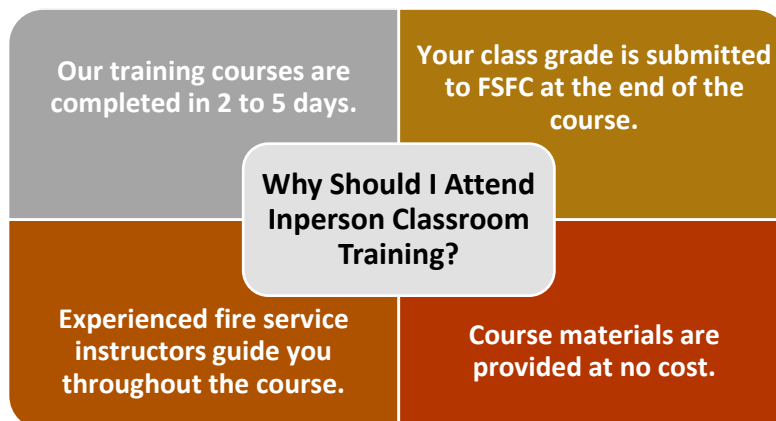 Our training courses are
completed in 2 to 5 days.
Your class grade is submitted
to FSFC at the end of the
course.
Why Should I Attend
Inperson Classroom
Training?
Experienced fire service
instructors guide you
throughout the course.
Course materials are
provided at no cost.